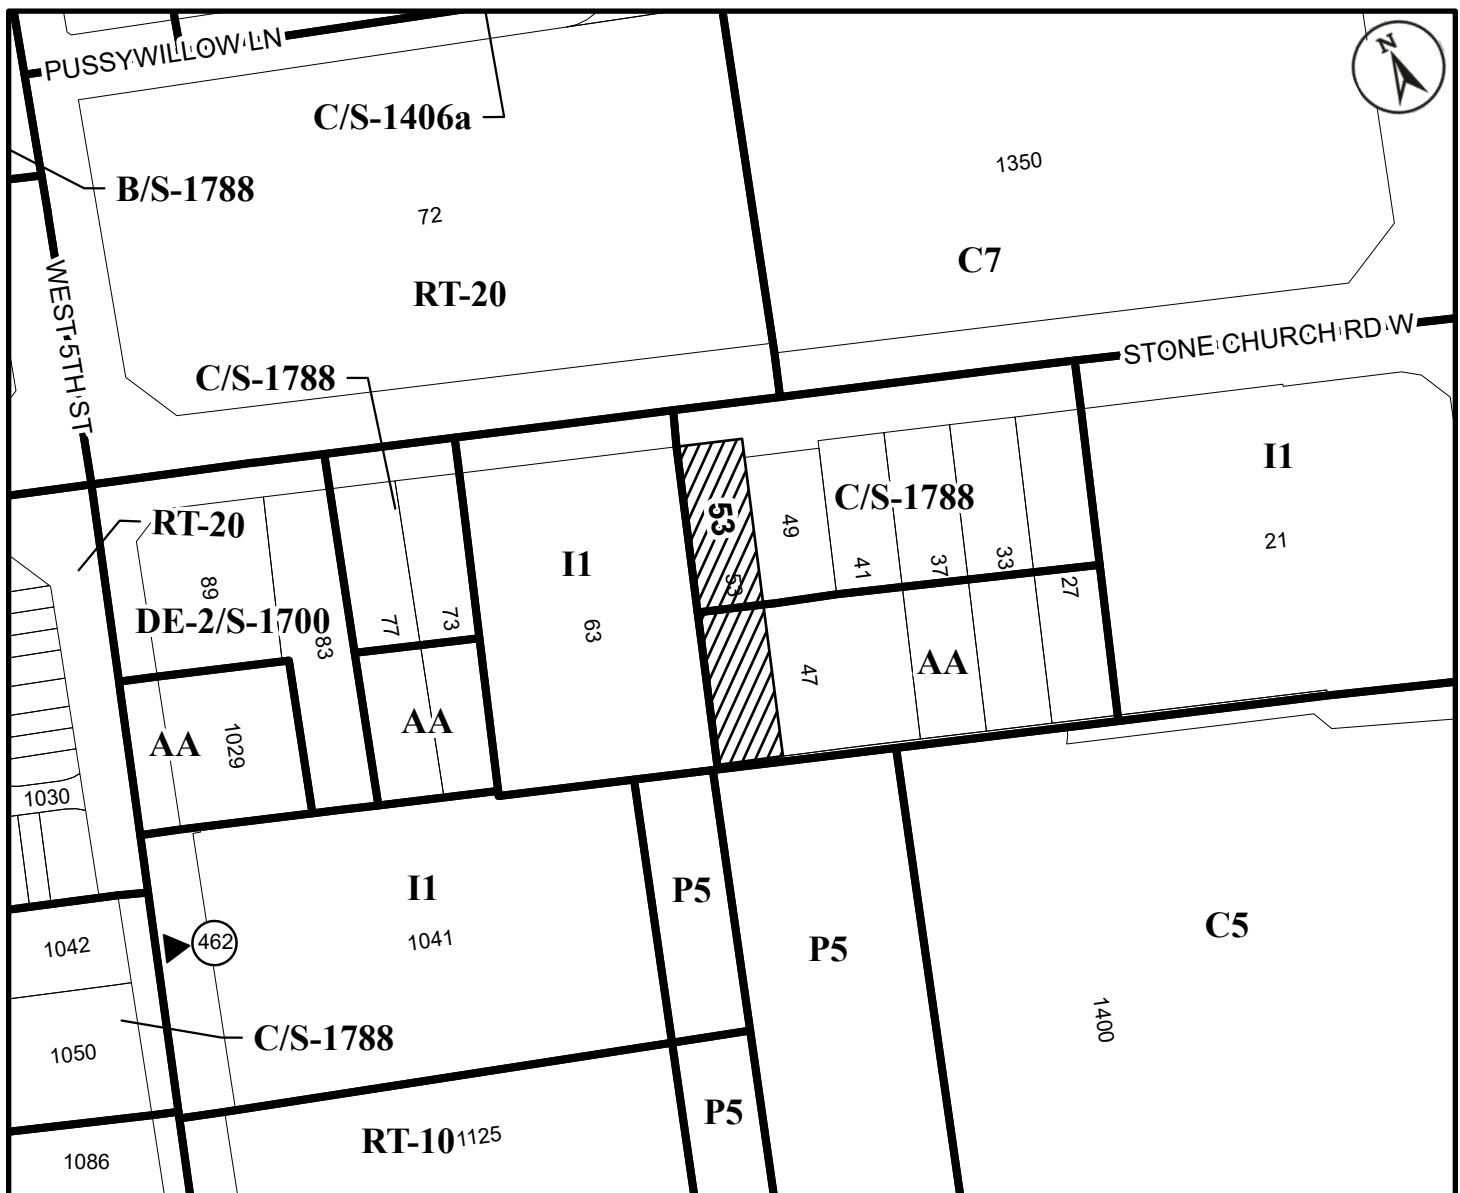 PUSSYWILLOW LN
N
C/S-1406a
1350
B/S-1788
72
C7
RT-20
WEST 5TH ST
STONE CHURCH RD W
C/S-1788
I1
C/S-1788
RT-20
53
49
21
I1
41
37
33
89
53
27
DE-2/S-1700
77
73
63
83
AA
47
AA
AA
1029
1030
I1
P5
C5
1042
462
1041
P5
1400
C/S-1788
1050
P5
RT-10
1125
1086